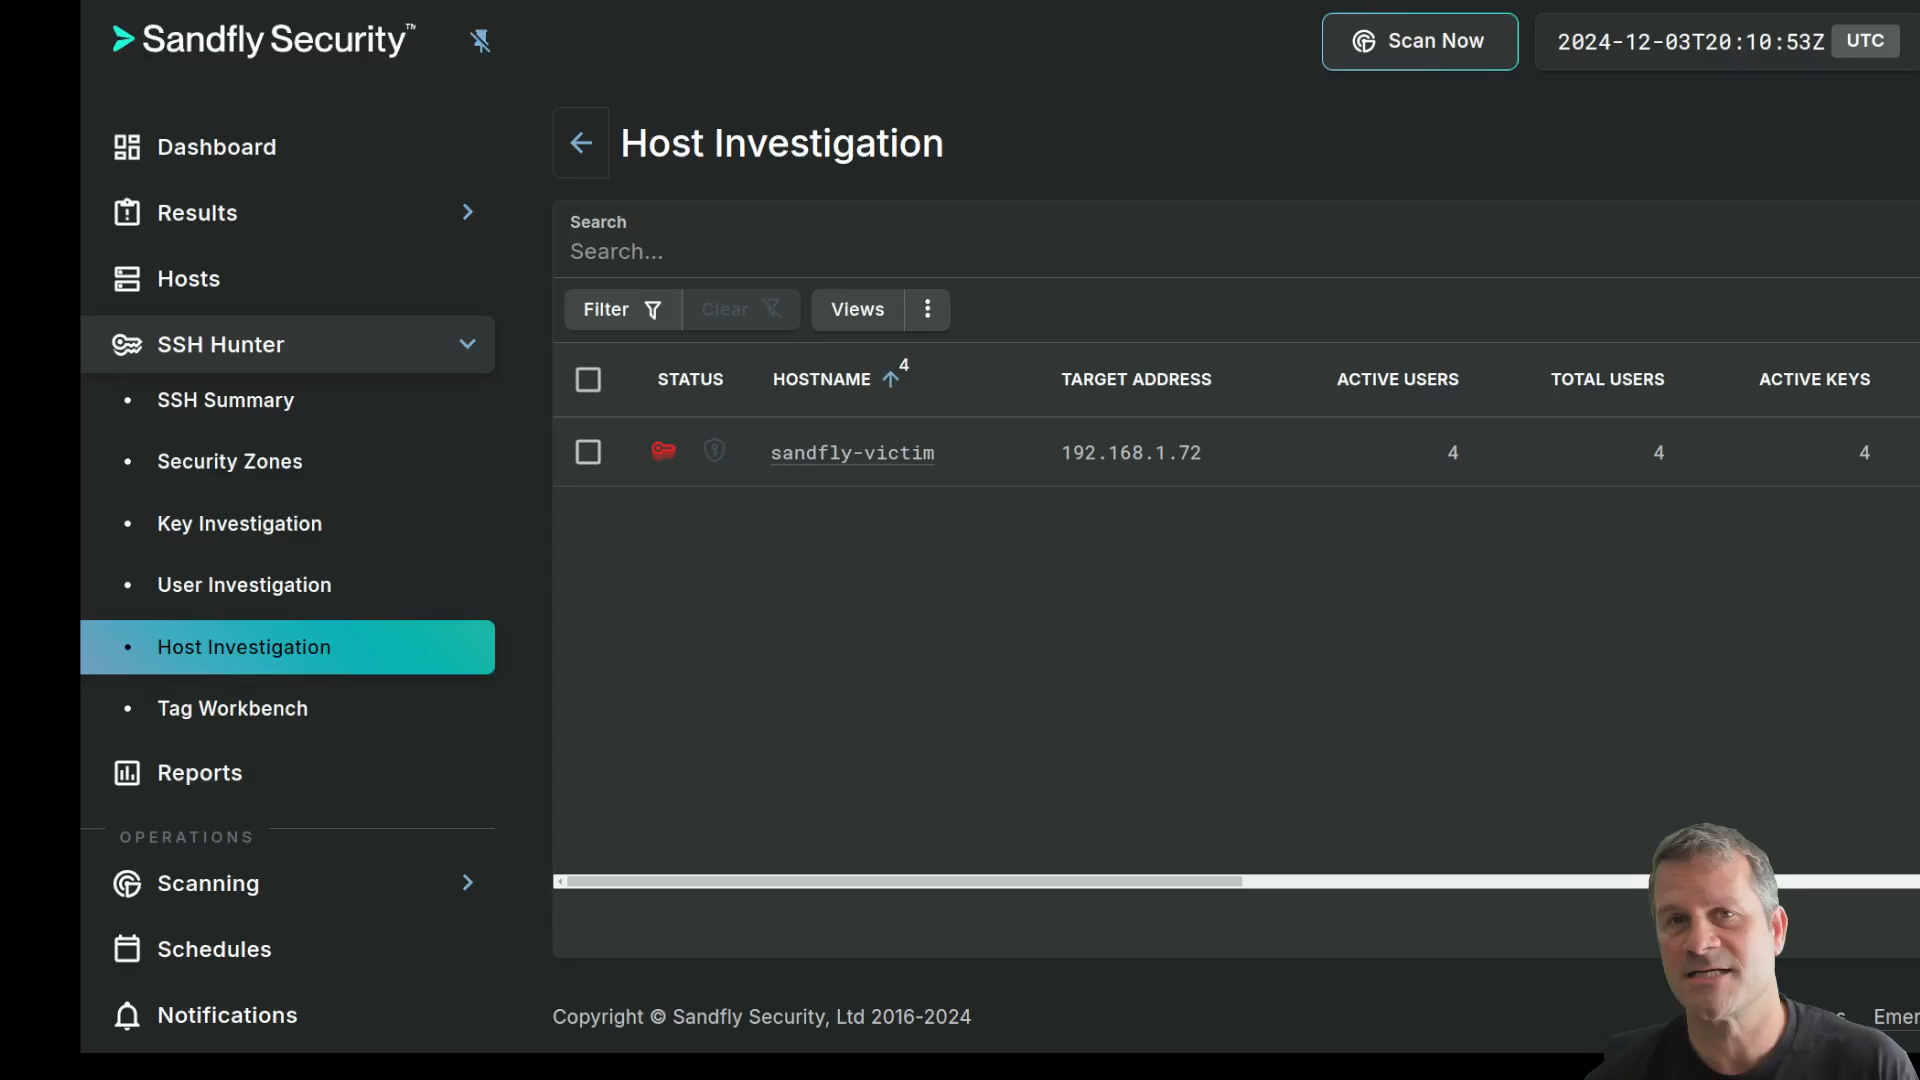 Sandfly Security™
Scan Now
2024-12-03T20:10:53Z UTC
Dashboard
Results
Hosts
SSH Hunter
SSH Summary
Security Zones
Key Investigation
User Investigation
Host Investigation
Tag Workbench
Reports
OPERATIONS
Scanning
Schedules
Notifications
Host Investigation
Search
Search...
Filter
Clear
Views
STATUS HOSTNAME 4 TARGET ADDRESS ACTIVE USERS TOTAL USERS ACTIVE KEYS
sandfly-victim 192.168.1.72 4 4 4
Copyright © Sandfly Security, Ltd 2016-2024